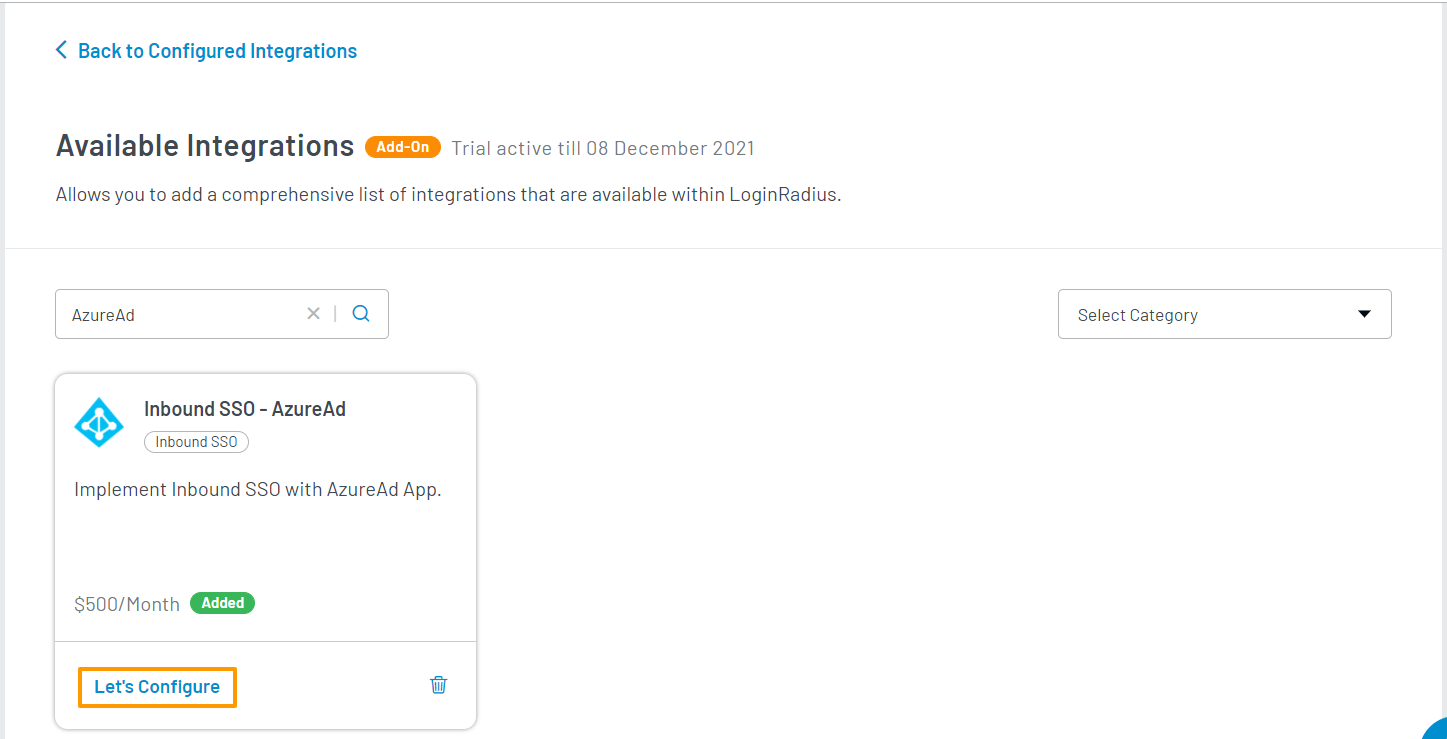 Back to Configured Integrations
Available Integrations Add-On Trial active till 08 December 2021
Allows you to add a comprehensive list of integrations that are available within LoginRadius.
AzureAd
Select Category
Inbound SSO - AzureAd
Inbound SSO
Implement Inbound SSO with AzureAd App.
$500/Month Added
Let's Configure